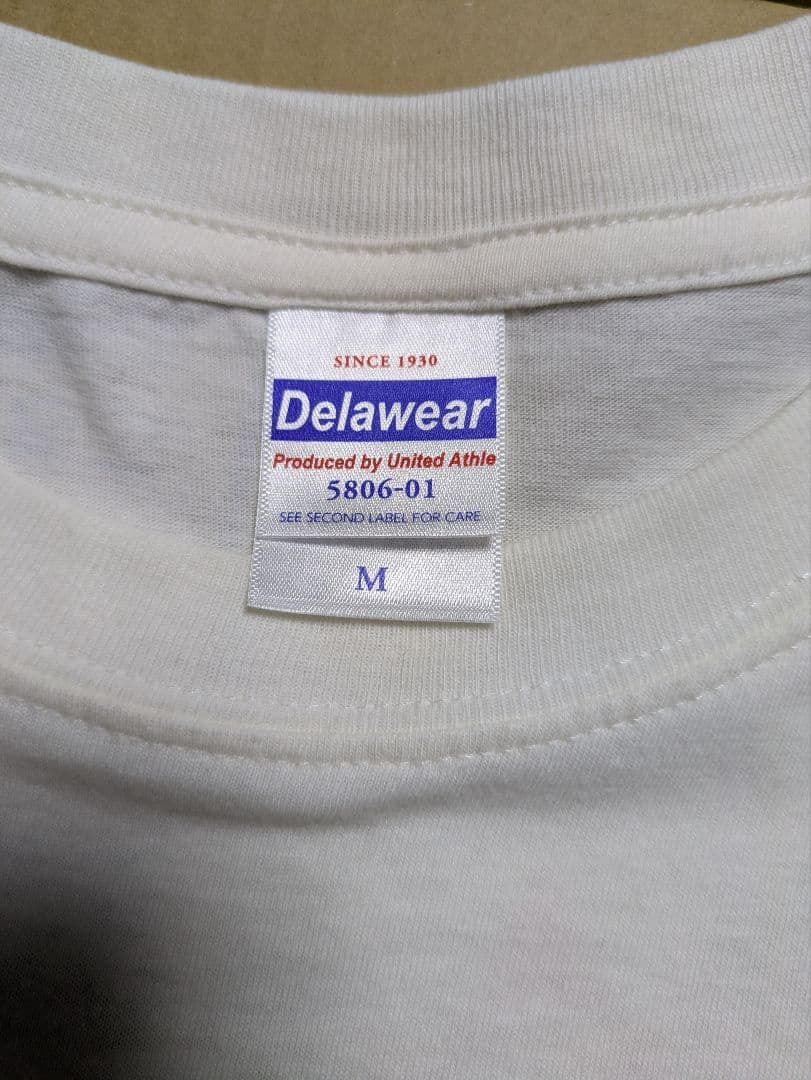 SINCE 1930
Delawear
Produced by United Athle
5806-01
SEE SECOND LABEL FOR CARE
M